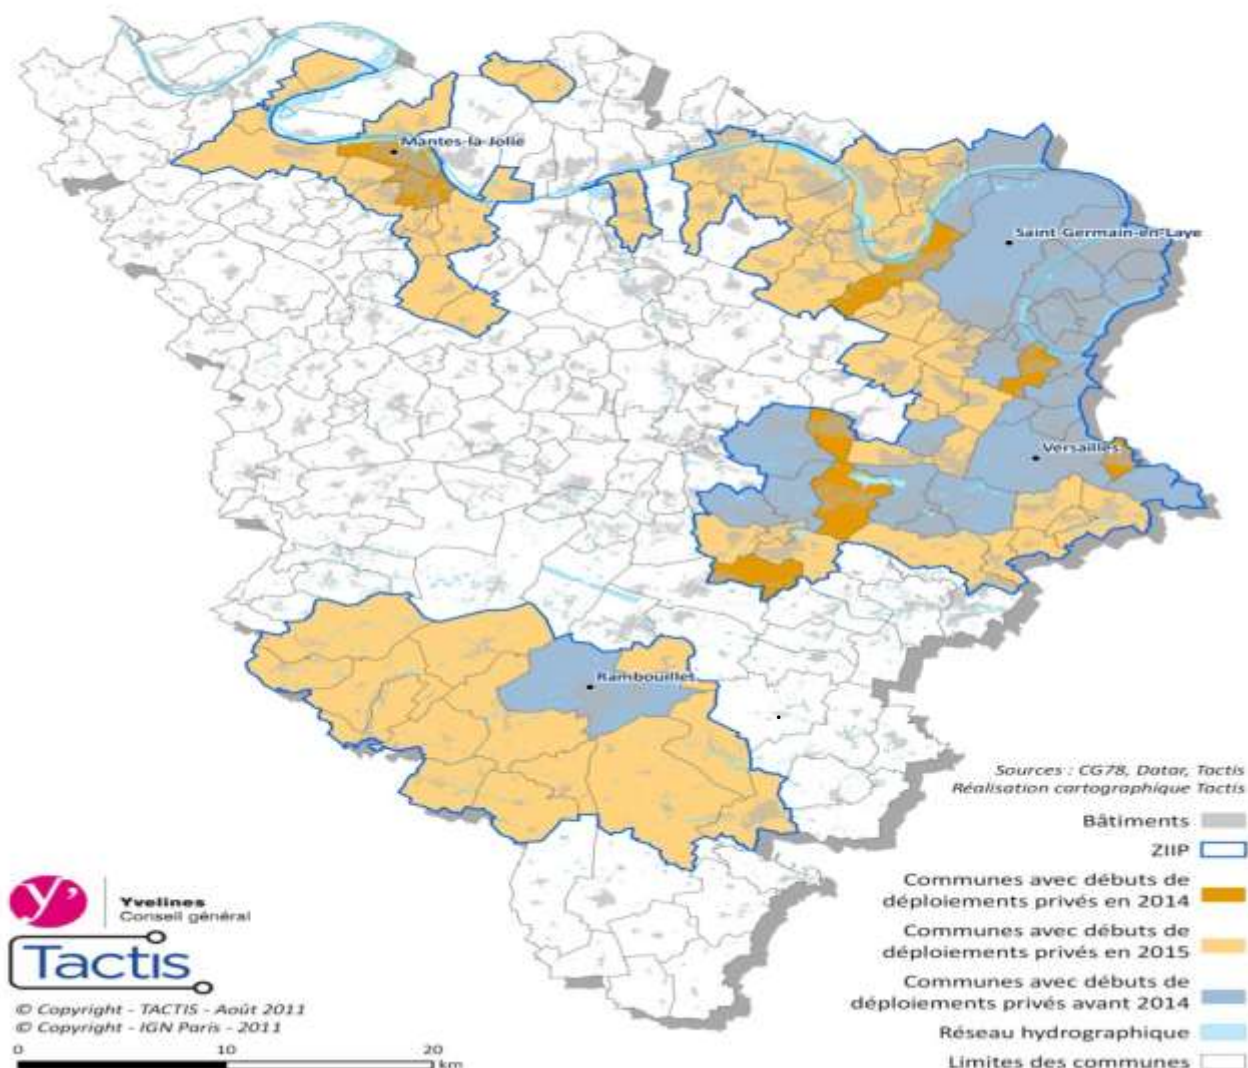 Mantes-la-Jolie
Saint-Germain-en-Laye
Versailles
Rambouillet
Sources : CG78, Datar, Tactis
Réalisation cartographique Tactis
Bâtiments
ZIIP
Communes avec débuts de
déploiements privés en 2014
Communes avec débuts de
déploiements privés en 2015
Communes avec débuts de
déploiements privés avant 2014
Réseau hydrographique
Limites des communes
y'
Yvelines
Conseil général
Tactis
© Copyright - TACTIS - Août 2011
© Copyright - IGN Paris - 2011
0 10 20
km